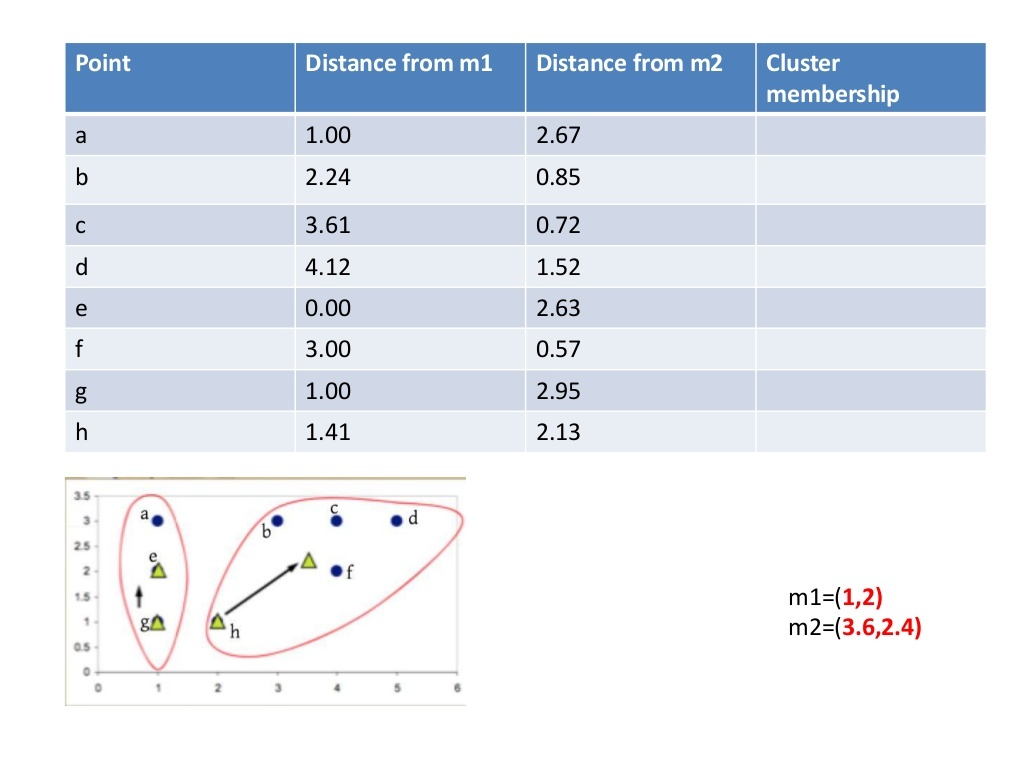 Point Distance from m1 Distance from m2 Cluster
membership
a 1.00 2.67
b 2.24 0.85
c 3.61 0.72
d 4.12 1.52
e 0.00 2.63
f 3.00 0.57
g 1.00 2.95
h 1.41 2.13
3.5
3
2.5
2
1.5
1
0.5
0
a
b
c
d
e
f
g
h
0 1 2 3 4 5 6
m1=(1,2)
m2=(3.6,2.4)